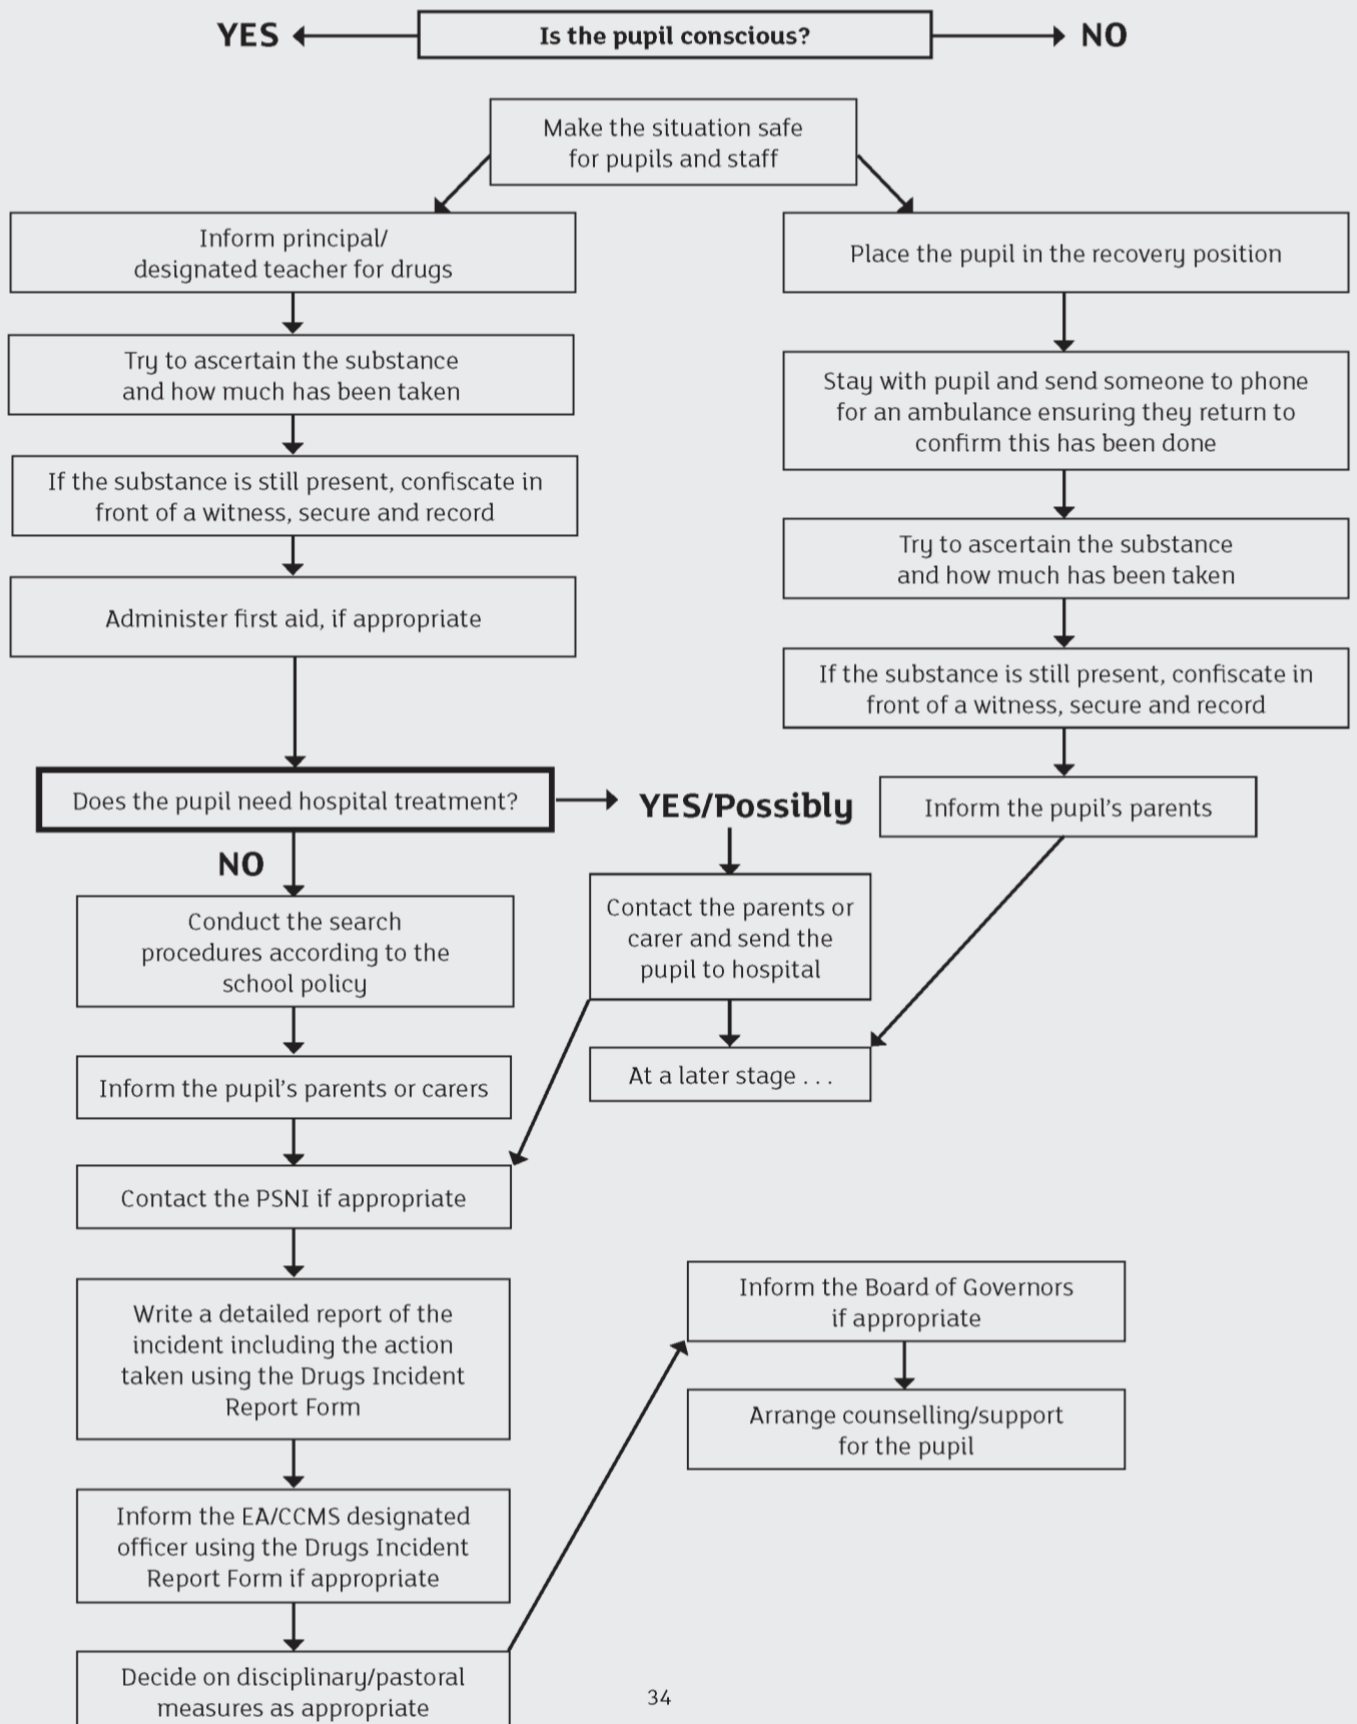 YES
Is the pupil conscious?
NO
Make the situation safe
for pupils and staff
Inform principal/
designated teacher for drugs
Try to ascertain the substance
and how much has been taken
If the substance is still present, confiscate in
front of a witness, secure and record
Administer first aid, if appropriate
Does the pupil need hospital treatment?
NO
Conduct the search
procedures according to the
school policy
Inform the pupil's parents or carers
Contact the PSNI if appropriate
Write a detailed report of the
incident including the action
taken using the Drugs Incident
Report Form
Inform the EA/CCMS designated
officer using the Drugs Incident
Report Form if appropriate
Decide on disciplinary/pastoral
measures as appropriate
YES/Possibly
Contact the parents or
carer and send the
pupil to hospital
At a later stage . . .
Place the pupil in the recovery position
Stay with pupil and send someone to phone
for an ambulance ensuring they return to
confirm this has been done
Try to ascertain the substance
and how much has been taken
If the substance is still present, confiscate in
front of a witness, secure and record
Inform the pupil's parents
Inform the Board of Governors
if appropriate
Arrange counselling/support
for the pupil
34